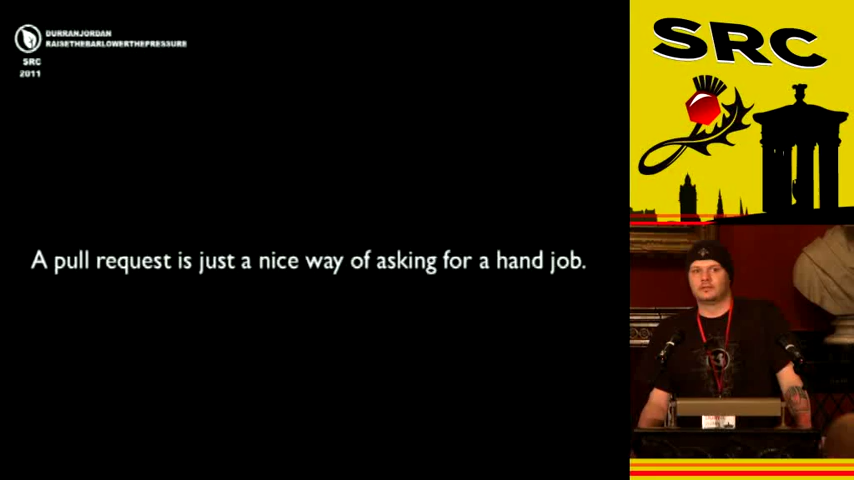 DURRANJORDAN
RAISETHEBARLOWERTHEPRESSURE
SRC
2011
A pull request is just a nice way of asking for a hand job.
SRC